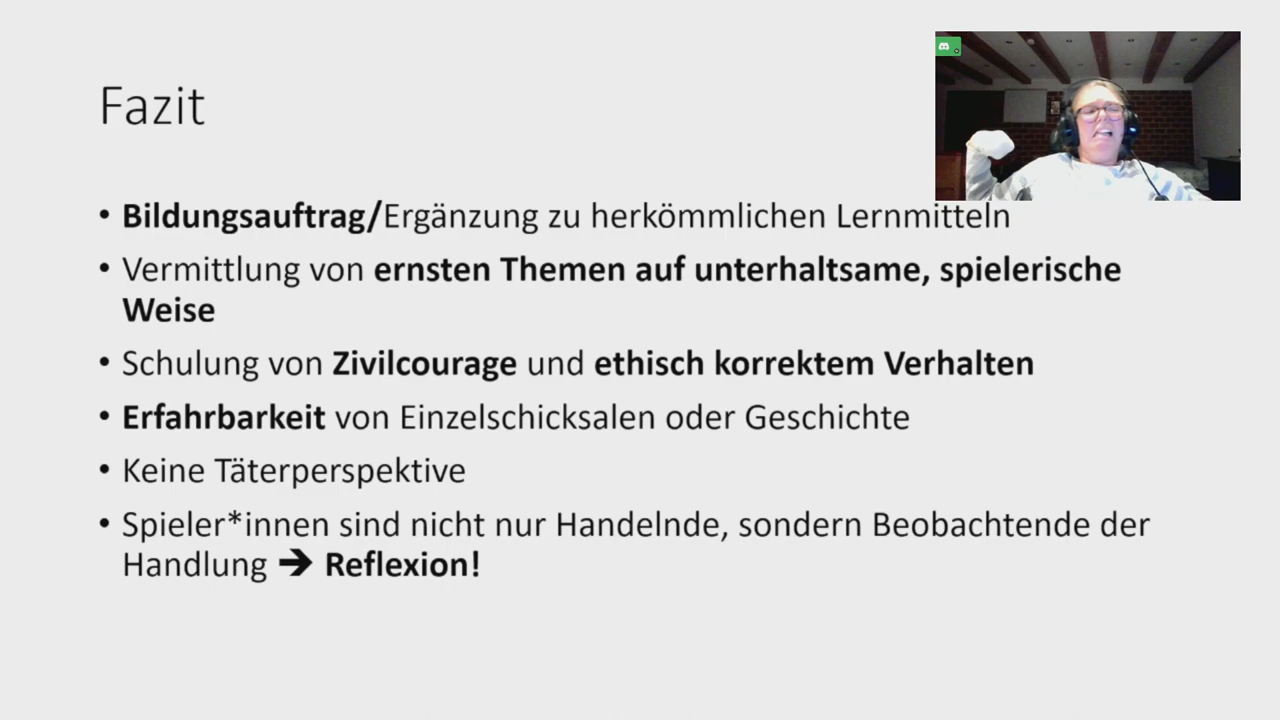 Fazit
• Bildungsauftrag/Ergänzung zu herkömmlichen Lernmitteln
• Vermittlung von ernsten Themen auf unterhaltsame, spielerische
Weise
• Schulung von Zivilcourage und ethisch korrektem Verhalten
• Erfahrbarkeit von Einzelschicksalen oder Geschichte
• Keine Täterperspektive
• Spieler*innen sind nicht nur Handelnde, sondern Beobachtende der
Handlung ➔ Reflexion!